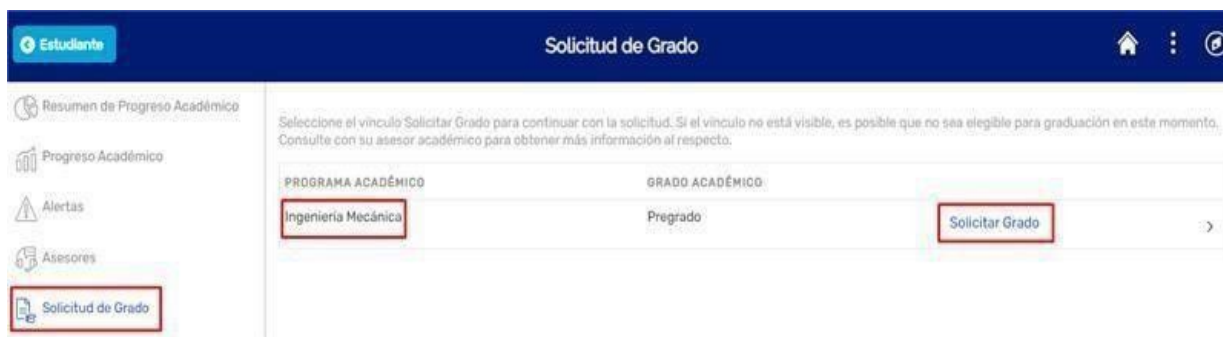 Estudiante
Solicitud de Grado
Resumen de Progreso Académico
Progreso Académico
Alertas
Asesores
Solicitud de Grado
Seleccione el vínculo Solicitar Grado para continuar con la solicitud. Si el vínculo no está visible, es posible que no sea elegible para graduación en este momento.
Consulte con su asesor académico para obtener más información al respecto.
PROGRAMA ACADÉMICO GRADO ACADÉMICO
Ingeniería Mecánica Pregrado Solicitar Grado